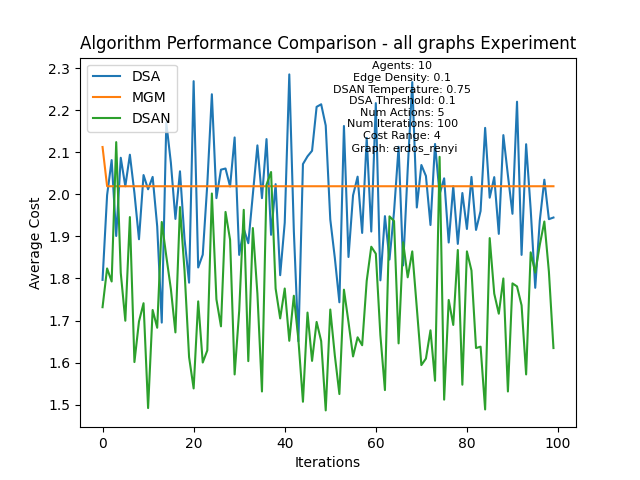 Algorithm Performance Comparison - all graphs Experiment
DSA
MGM
DSAN
Agents: 10
Edge Density: 0.1
DSAN Temperature: 0.75
DSA Threshold: 0.1
Num Actions: 5
Num Iterations: 100
Cost Range: 4
Graph: erdos_renyi
2.3
2.2
2.1
2.0
1.9
1.8
1.7
1.6
1.5
Average Cost
0 20 40 60 80 100
Iterations